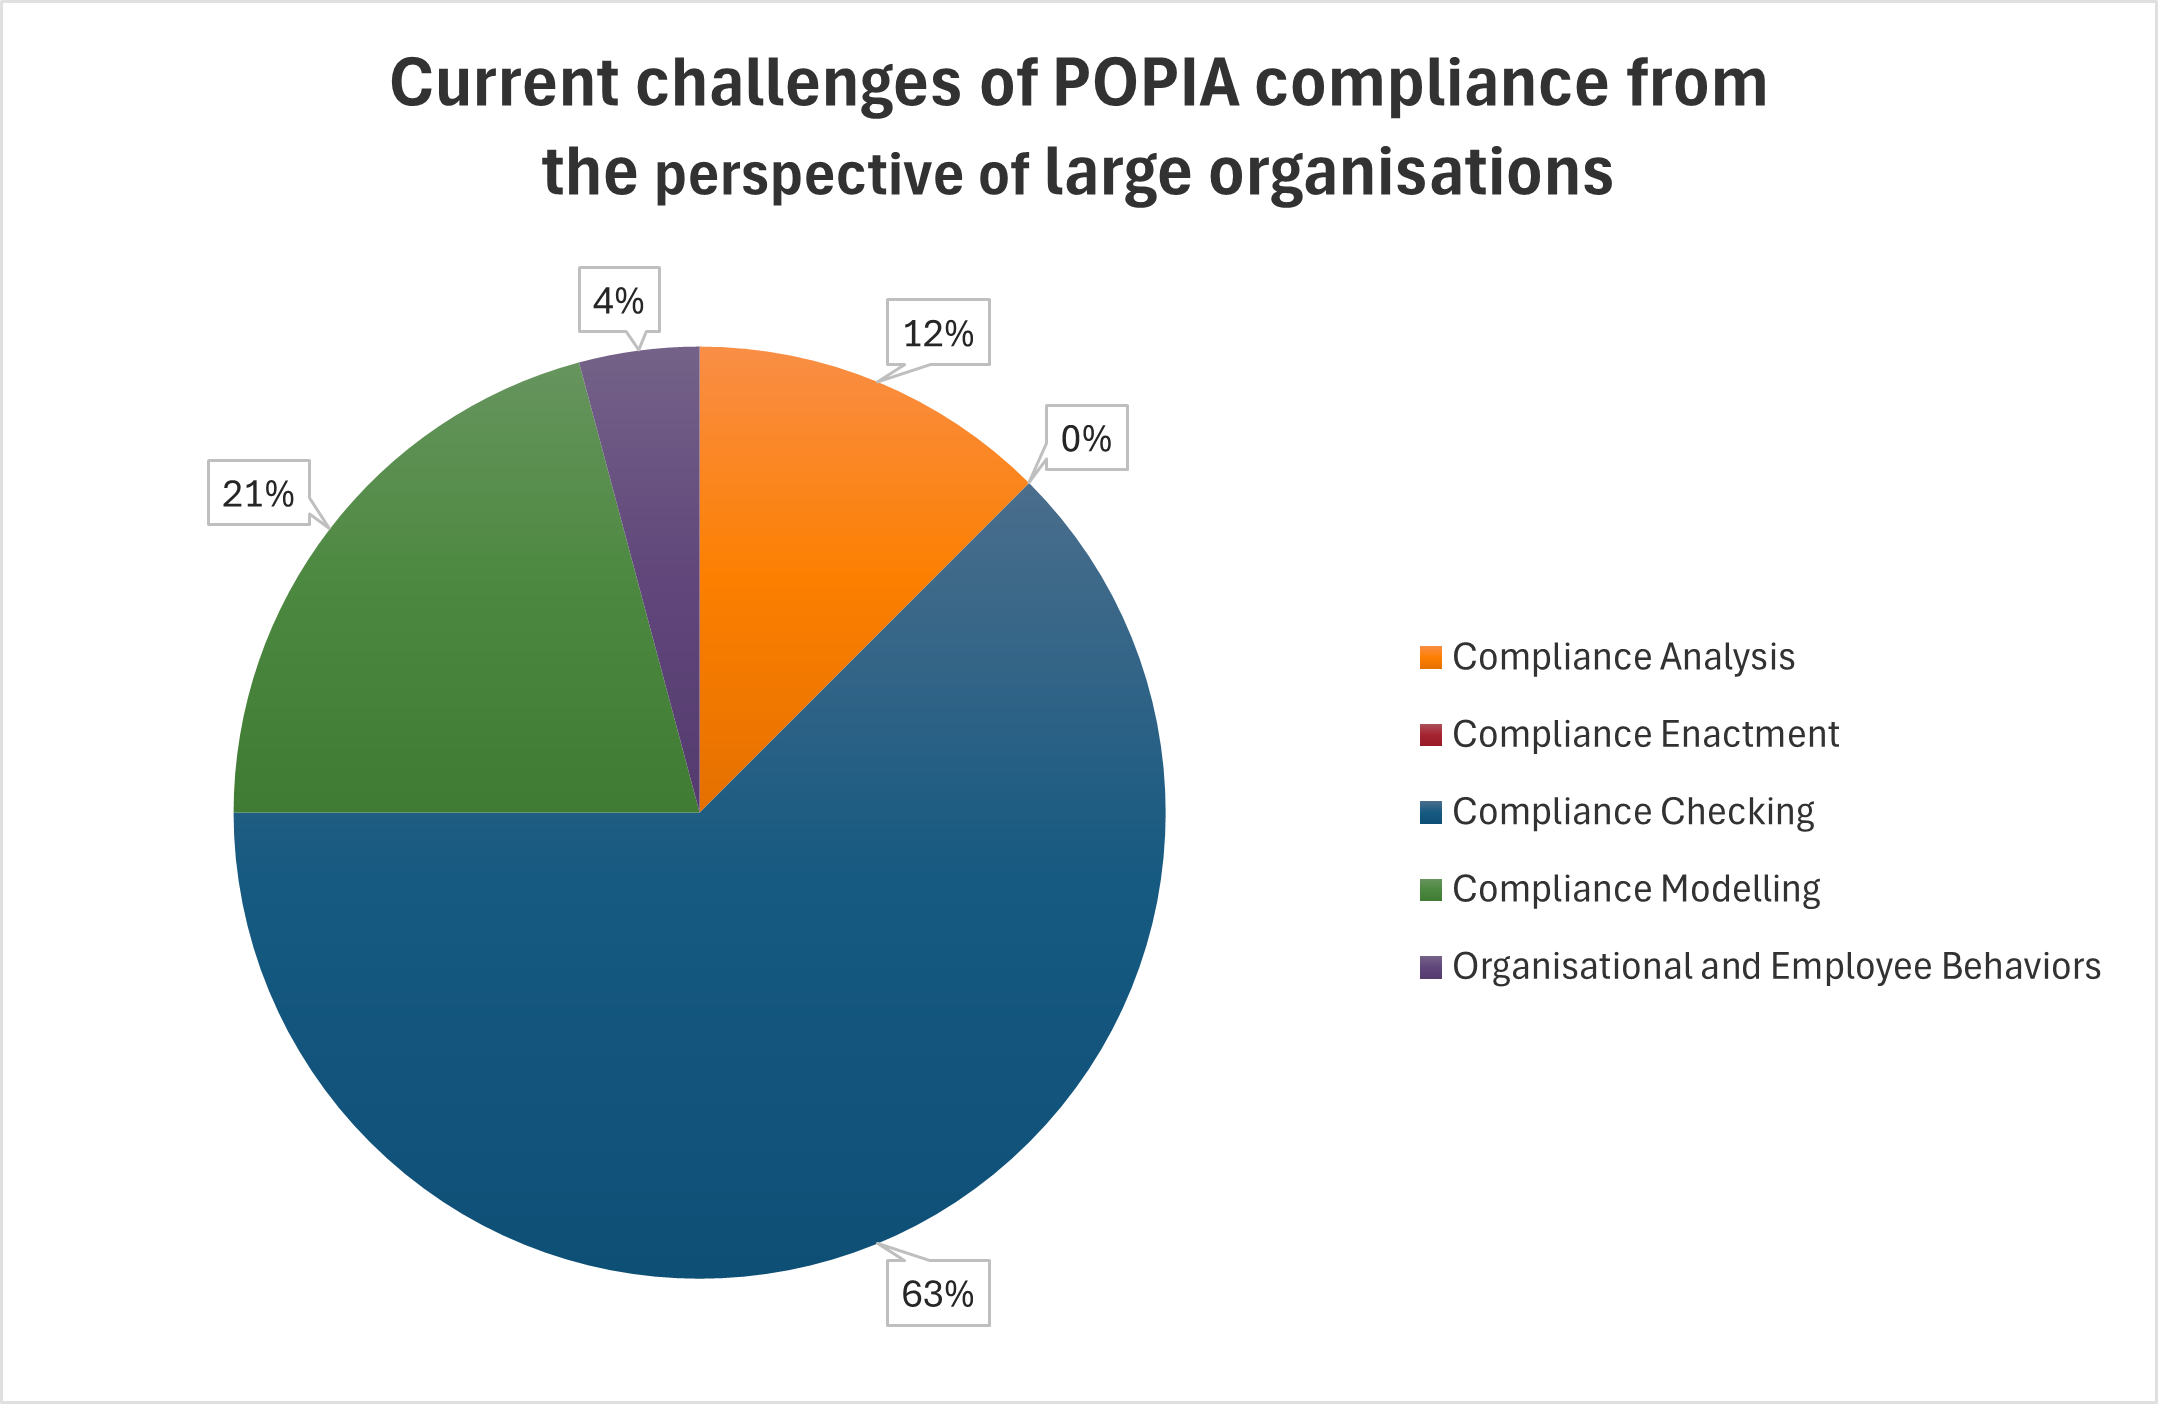 Current challenges of POPIA compliance from
the perspective of large organisations
4%
12%
0%
21%
63%
Compliance Analysis
Compliance Enactment
Compliance Checking
Compliance Modelling
Organisational and Employee Behaviors